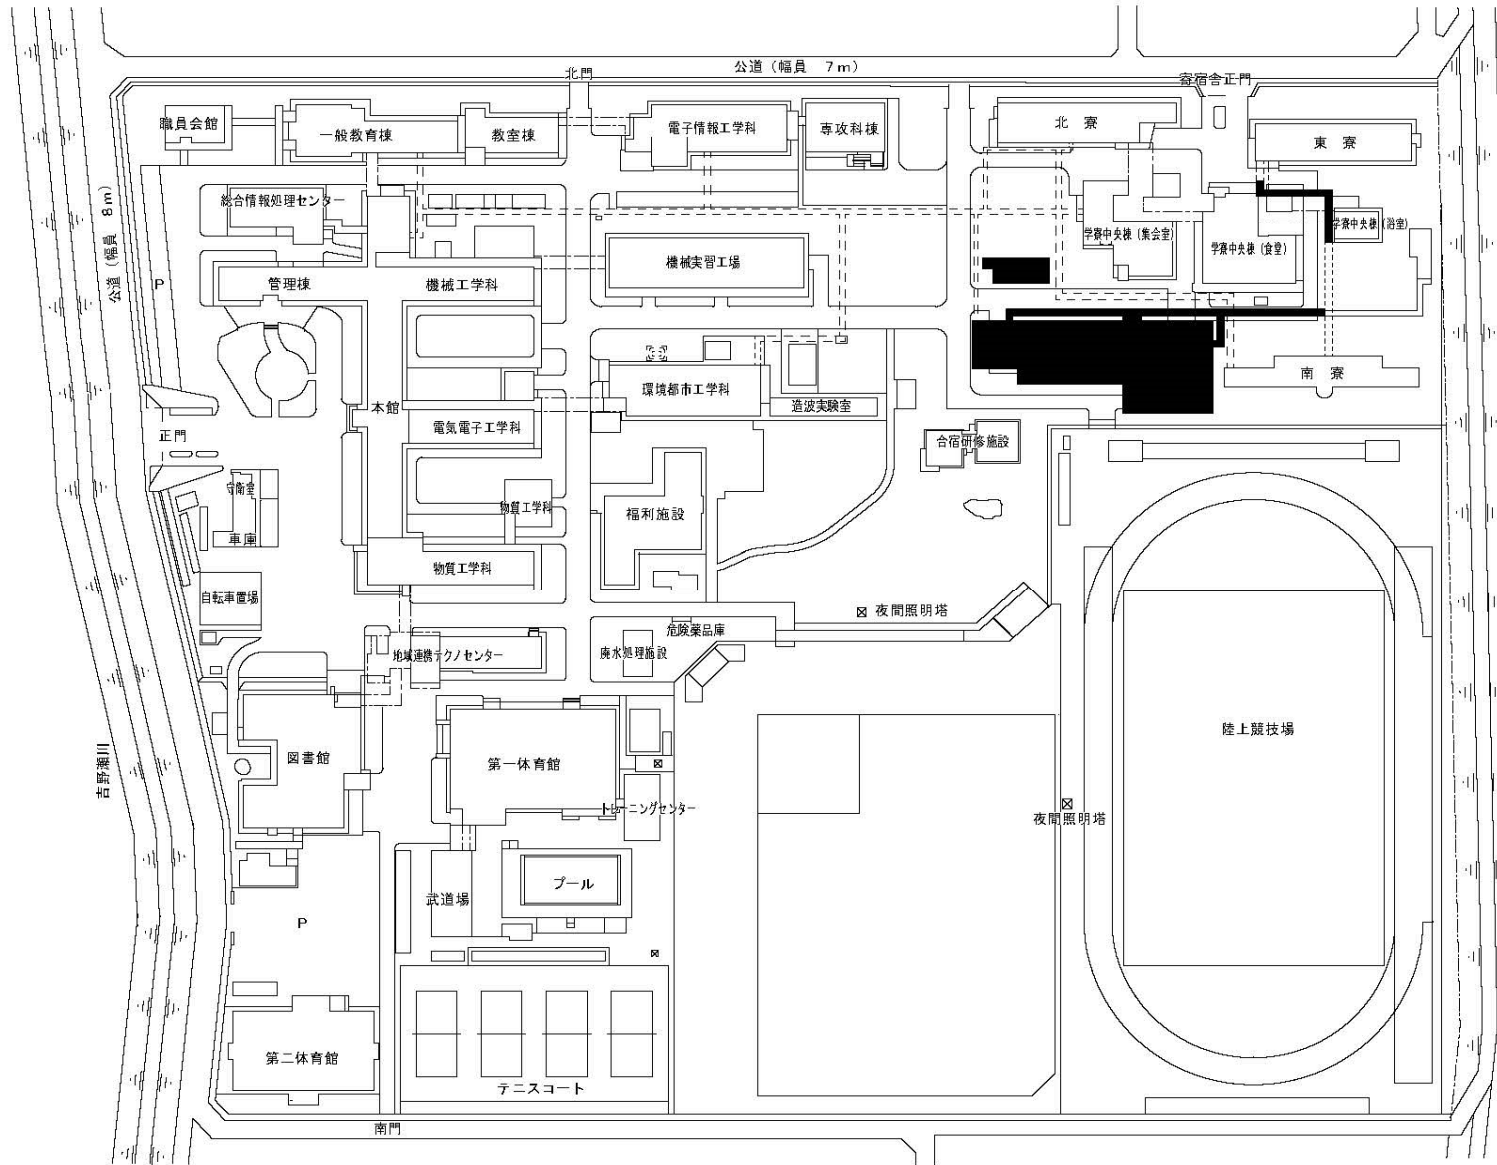 公道（幅員　7ｍ）
北門
寄宿舎正門
職員会館
一般教育棟
教室棟
電子情報工学科
専攻科棟
北　寮
東　寮
公道（幅員　8ｍ）
総合情報処理センター
学寮中央棟（集会室）
学寮中央棟（食堂）
学寮中央棟（浴室）
P
管理棟
機械工学科
機械実習工場
南　寮
環境都市工学科
造波実験室
本館
正門
電気電子工学科
合宿研修施設
守衛室
物質工学科
福利施設
車庫
物質工学科
自転車置場
夜間照明塔
危険薬品庫
地域連携テクノセンター
廃水処理施設
吉野瀬川
図書館
第一体育館
陸上競技場
トレーニングセンター
夜間照明塔
武道場
プール
P
第二体育館
テニスコート
南門